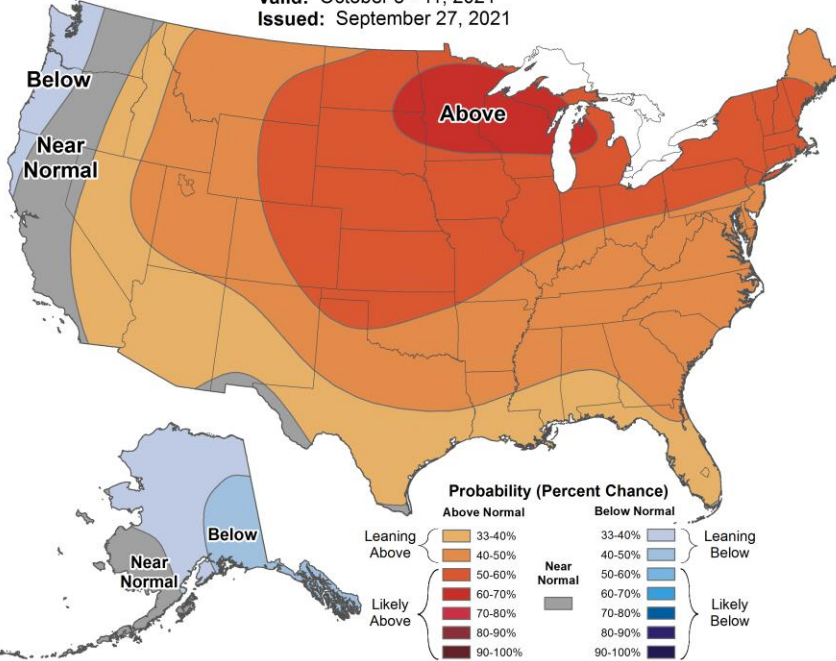 Issued: September 27, 2021
Below
Near
Normal
Above
Below
Near
Normal
Probability (Percent Chance)
Above Normal
Below Normal
Leaning
Above
33-40%
40-50%
Likely
Above
50-60%
60-70%
70-80%
80-90%
90-100%
Near
Normal
33-40%
40-50%
Leaning
Below
50-60%
60-70%
70-80%
80-90%
90-100%
Likely
Below